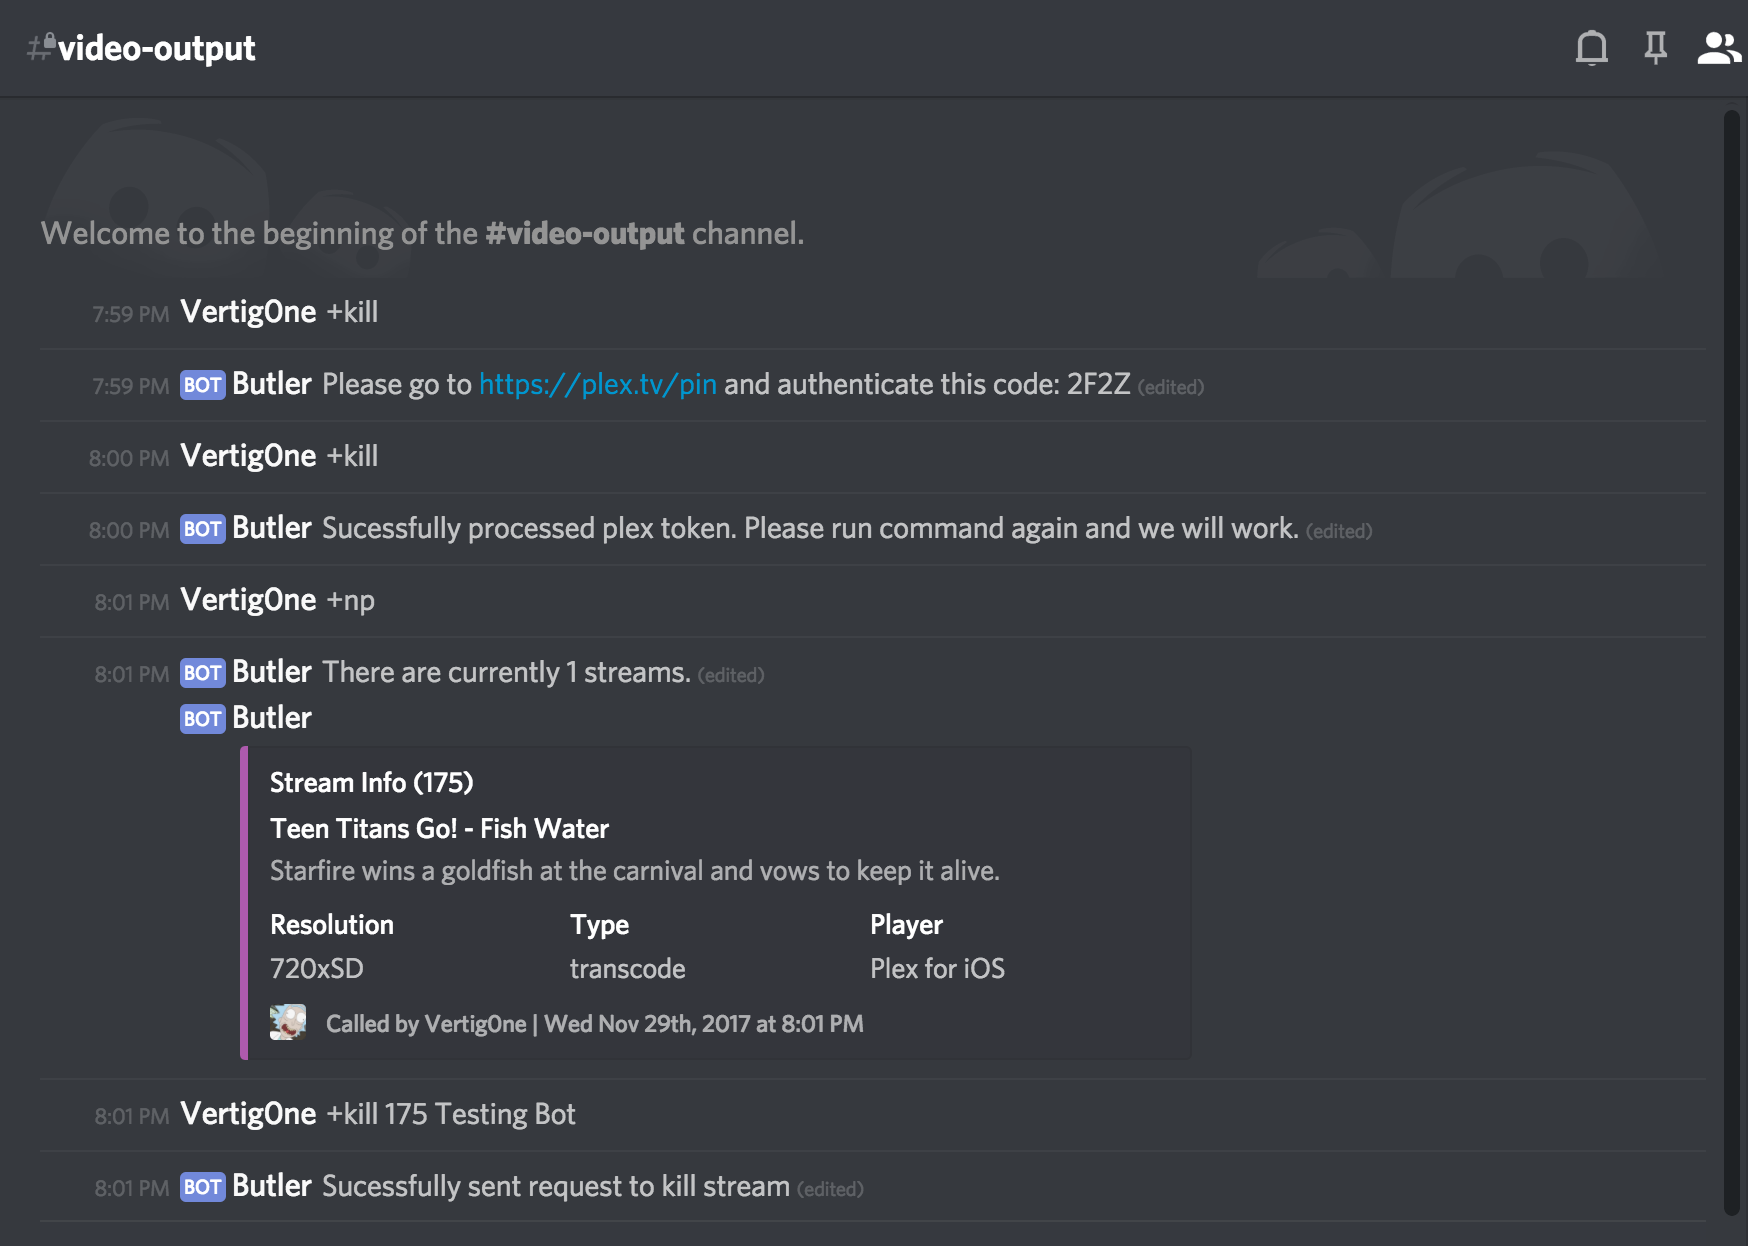 #video-output
Welcome to the beginning of the #video-output channel.
7:59 PM Vertig0ne +kill
7:59 PM BOT Butler Please go to https://plex.tv/pin and authenticate this code: 2F2Z (edited)
8:00 PM Vertig0ne +kill
8:00 PM BOT Butler Sucessfully processed plex token. Please run command again and we will work. (edited)
8:01 PM Vertig0ne +np
8:01 PM BOT Butler There are currently 1 streams. (edited)
BOT Butler
Stream Info (175)
Teen Titans Go! - Fish Water
Starfire wins a goldfish at the carnival and vows to keep it alive.
Resolution Type Player
720xSD transcode Plex for iOS
Called by Vertig0ne | Wed Nov 29th, 2017 at 8:01 PM
8:01 PM Vertig0ne +kill 175 Testing Bot
8:01 PM BOT Butler Sucessfully sent request to kill stream (edited)